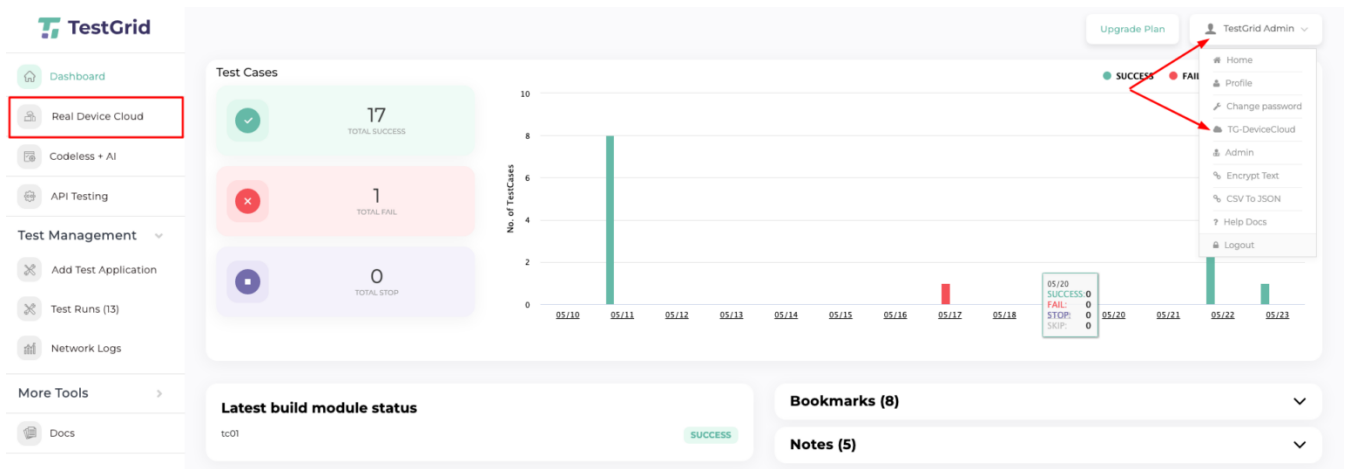 TestGrid
Dashboard
Real Device Cloud
Codeless + AI
API Testing
Test Management
Add Test Application
Test Runs (13)
Network Logs
More Tools
Docs
Upgrade Plan
TestGrid Admin
Home
Profile
Change password
TG-DeviceCloud
Admin
Encrypt Text
CSV To JSON
Help Docs
Logout
Test Cases
17
TOTAL SUCCESS
1
TOTAL FAIL
0
TOTAL STOP
SUCCESS FAIL
No. of TestCases
10
8
6
4
2
0
05/10 05/11 05/12 05/13 05/14 05/15 05/16 05/17 05/18 05/20 05/21 05/22 05/23
05/20
SUCCESS:0
FAIL: 0
STOP: 0
SKIP: 0
Latest build module status
tc01 SUCCESS
Bookmarks (8)
Notes (5)